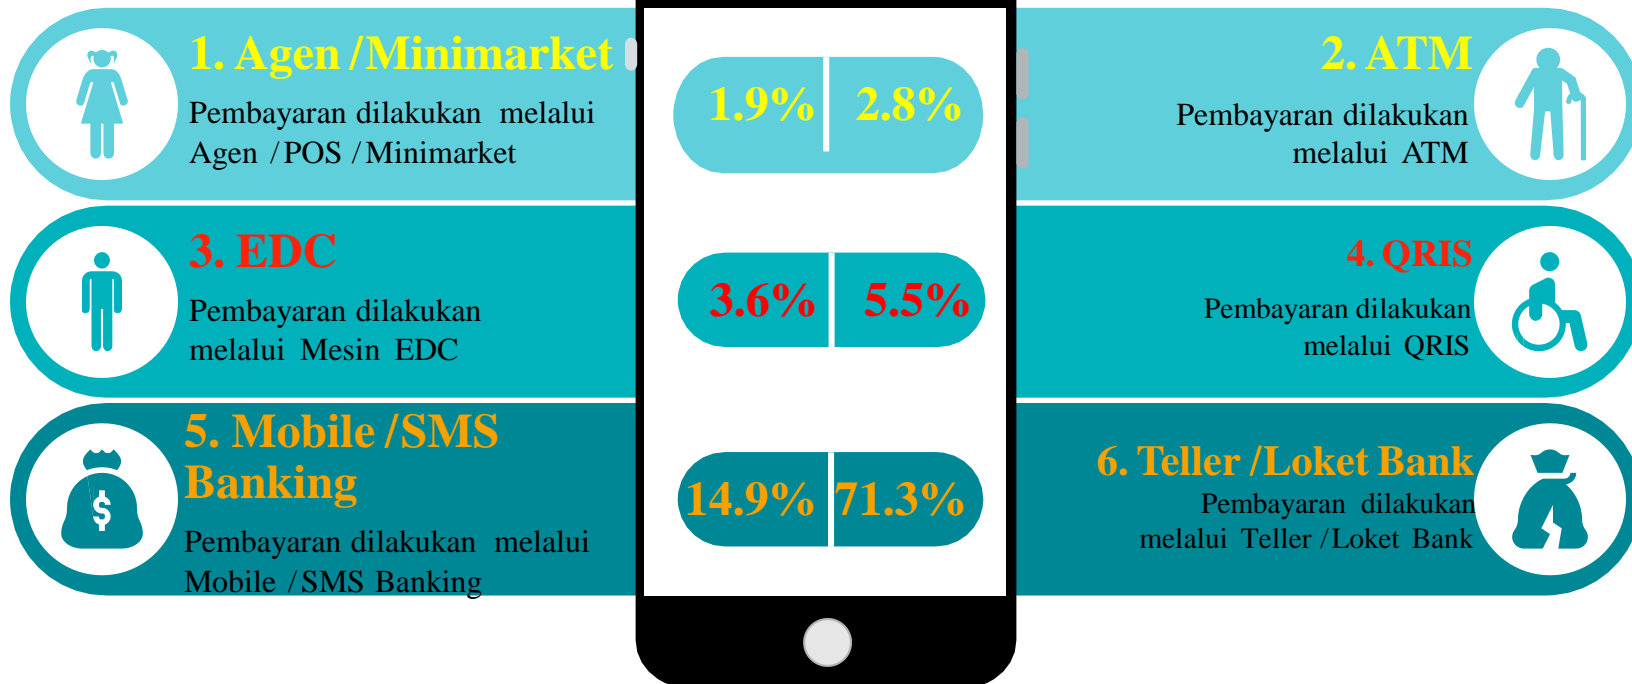 1. Agen /Minimarket
Pembayaran dilakukan melalui
Agen / POS / Minimarket
1.9% 2.8%
2. ATM
Pembayaran dilakukan
melalui ATM
3. EDC
Pembayaran dilakukan
melalui Mesin EDC
3.6% 5.5%
4. QRIS
Pembayaran dilakukan
melalui QRIS
5. Mobile /SMS
Banking
Pembayaran dilakukan melalui
Mobile / SMS Banking
$
14.9% 71.3%
6. Teller /Loket Bank
Pembayaran dilakukan
melalui Teller / Loket Bank